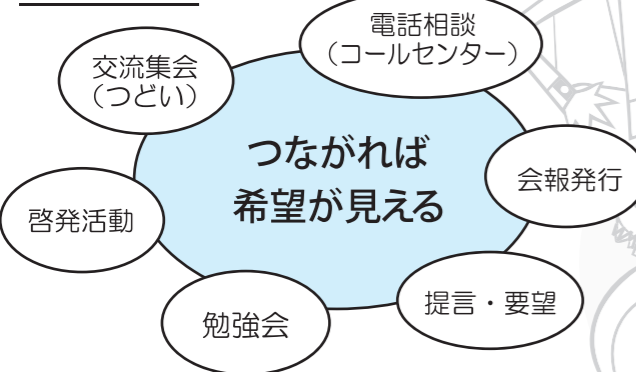 電話相談
（コールセンター）
交流集会
（つどい）
つながれば
希望が見える
会報発行
啓発活動
提言・要望
勉強会